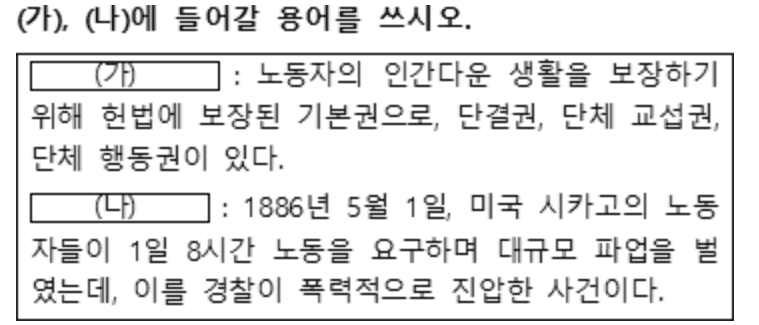 (가), (나)에 들어갈 용어를 쓰시오.
(가) : 노동자의 인간다운 생활을 보장하기
위해 헌법에 보장된 기본권으로, 단결권, 단체 교섭권,
단체 행동권이 있다.
(나) : 1886년 5월 1일, 미국 시카고의 노동
자들이 1일 8시간 노동을 요구하며 대규모 파업을 벌
였는데, 이를 경찰이 폭력적으로 진압한 사건이다.